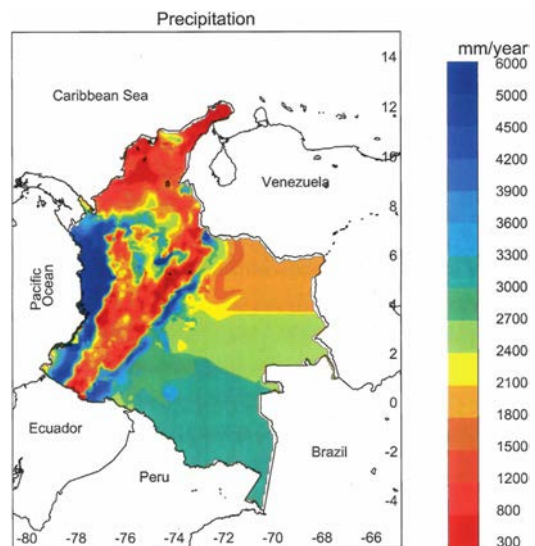 Precipitation
mm/year
14
12
10
8
6
4
2
0
-2
-4
Caribbean Sea
Venezuela
Pacific
Ocean
Ecuador
Peru
Brazil
-80 -78 -76 -74 -72 -70 -68 -66
6000
5000
4500
4200
3900
3600
3300
3000
2700
2400
2100
1800
1500
1200
800
300